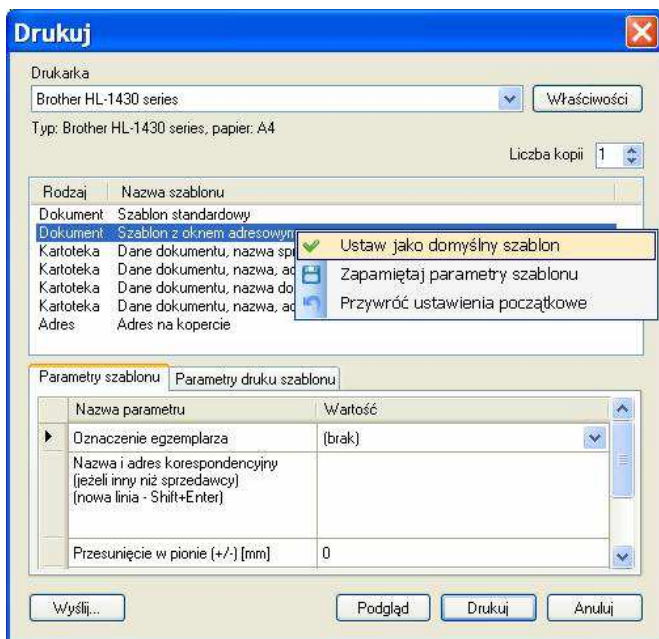 Drukuj
Drukarka
Brother HL-1430 series
Właściwości
Typ: Brother HL-1430 series, papier: A4
Liczba kopii 1
Rodzaj Nazwa szablonu
Dokument Szablon standardowy
Dokument Szablon z oknem adresowym
Ustaw jako domyślny szablon
Kartoteka Dane dokumentu, nazwa
Kartoteka Dane dokumentu, nazwa,
Zapamiętaj parametry szablonu
Kartoteka Dane dokumentu, nazwa
Kartoteka Dane dokumentu, nazwa,
Przywróć ustawienia początkowe
Adres Adres na kopercie
Parametry szablonu Parametry druku szablonu
Nazwa parametru Wartość
Oznaczenie egzemplarza (brak)
Nazwa i adres korespondencyjny
(jeżeli inny niż sprzedawcy)
(nowa linia - Shift+Enter)
Przesunięcie w pionie (+/-) [mm] 0
Wyślij... Podgląd Drukuj Anuluj